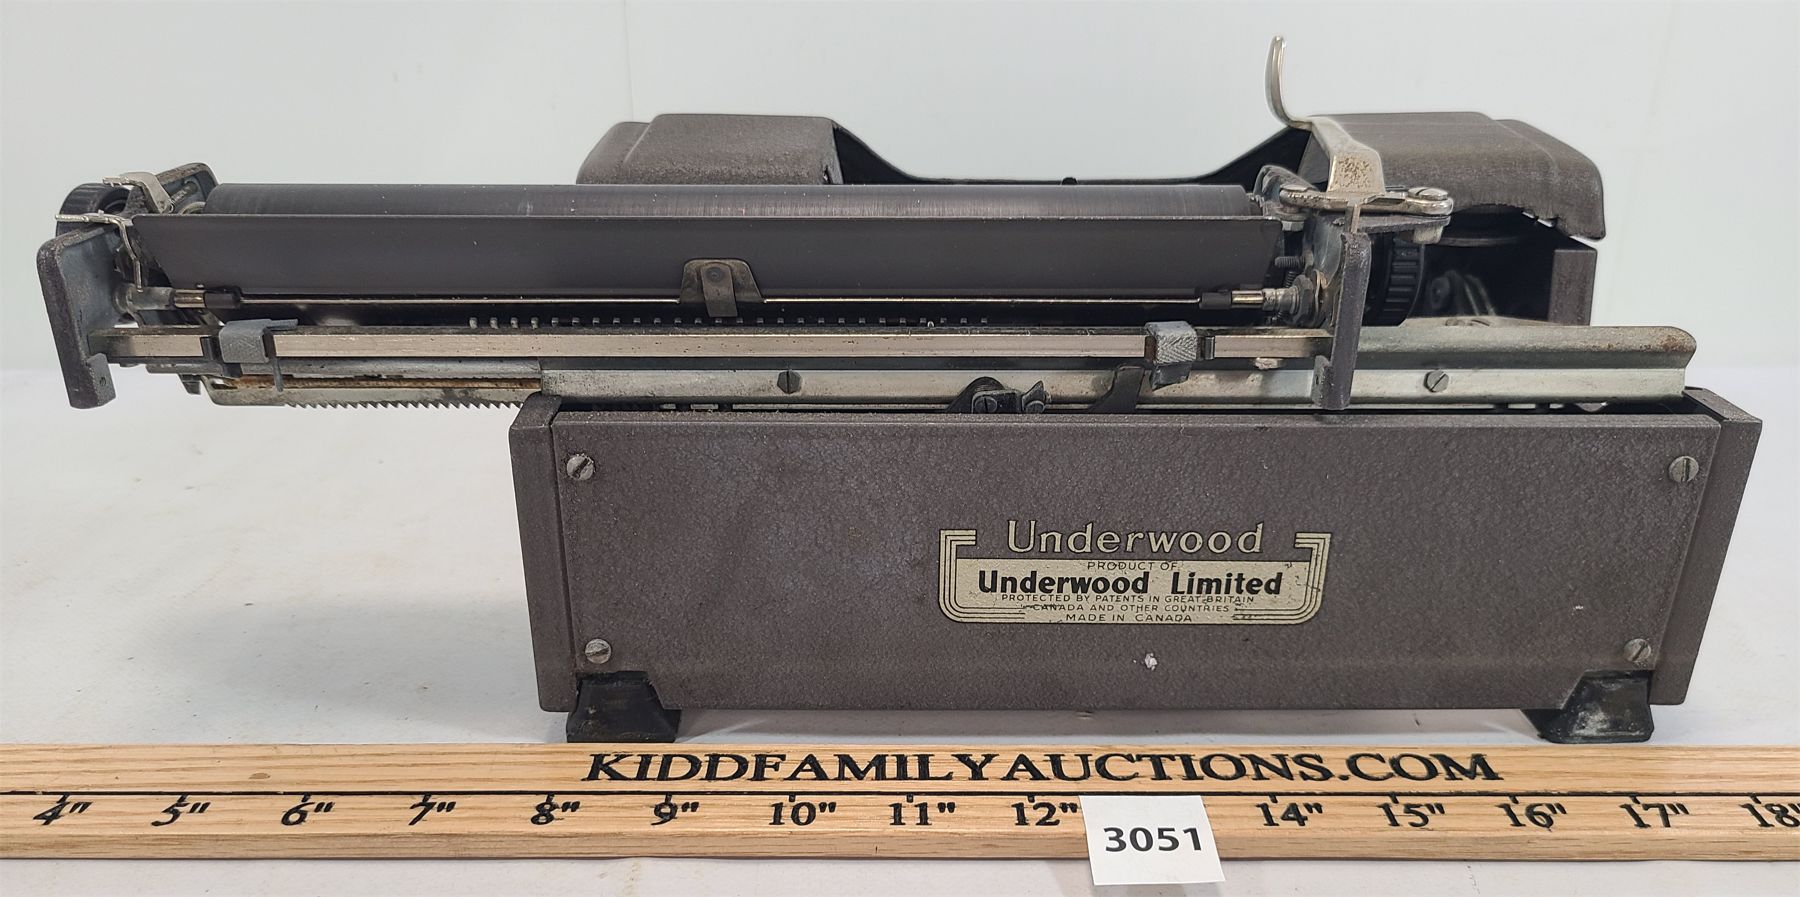 Underwood
PRODUCT OF
Underwood Limited
PROTECTED BY PATENTS IN GREAT BRITAIN
CANADA AND OTHER COUNTRIES
MADE IN CANADA
KIDDFAMILYAUCTIONS.COM
4" 5" 6" 7" 8" 9" 10" 11" 12" 14" 15" 16" 17" 18"
3051